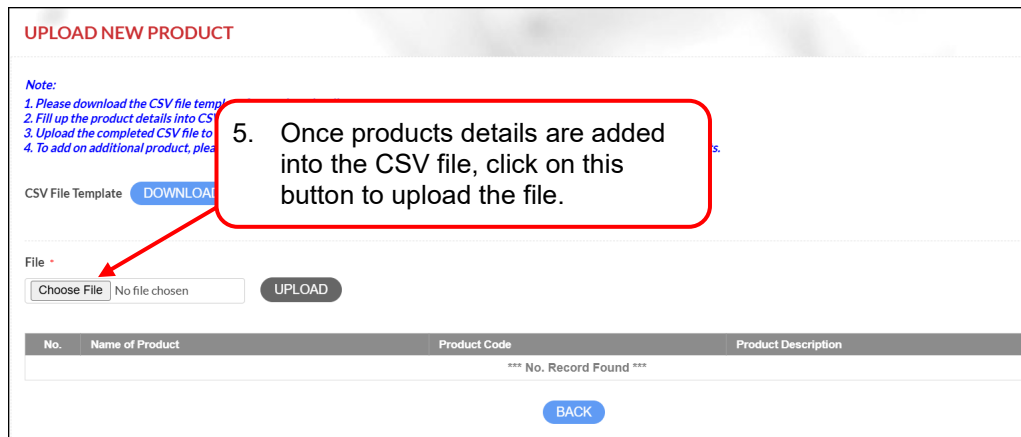 UPLOAD NEW PRODUCT
Note:
1. Please download the CSV file
2. Fill up the product details into
3. Upload the completed CSV file to
4. To add on additional product,
5. Once products details are added
into the CSV file, click on this
button to upload the file.
CSV File Template DOWNLOAD
File *
Choose File No file chosen UPLOAD
No. Name of Product Product Code Product Description
*** No. Record Found ***
BACK